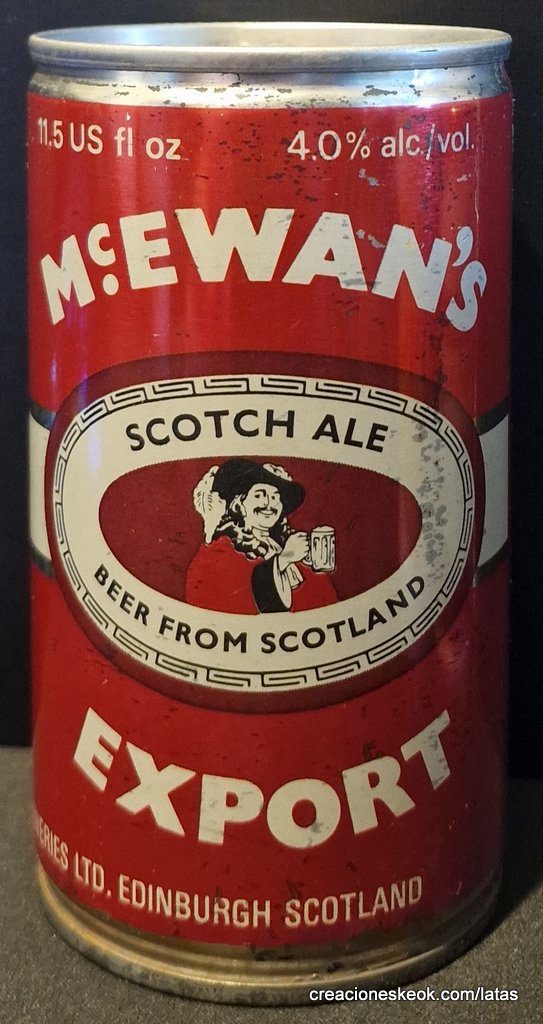 11.5 US fl oz 4.0% alc./vol.
McEWAN'S
SCOTCH ALE
BEER FROM SCOTLAND
EXPORT
LTD. EDINBURGH SCOTLAND
creacioneskeok.com/latas